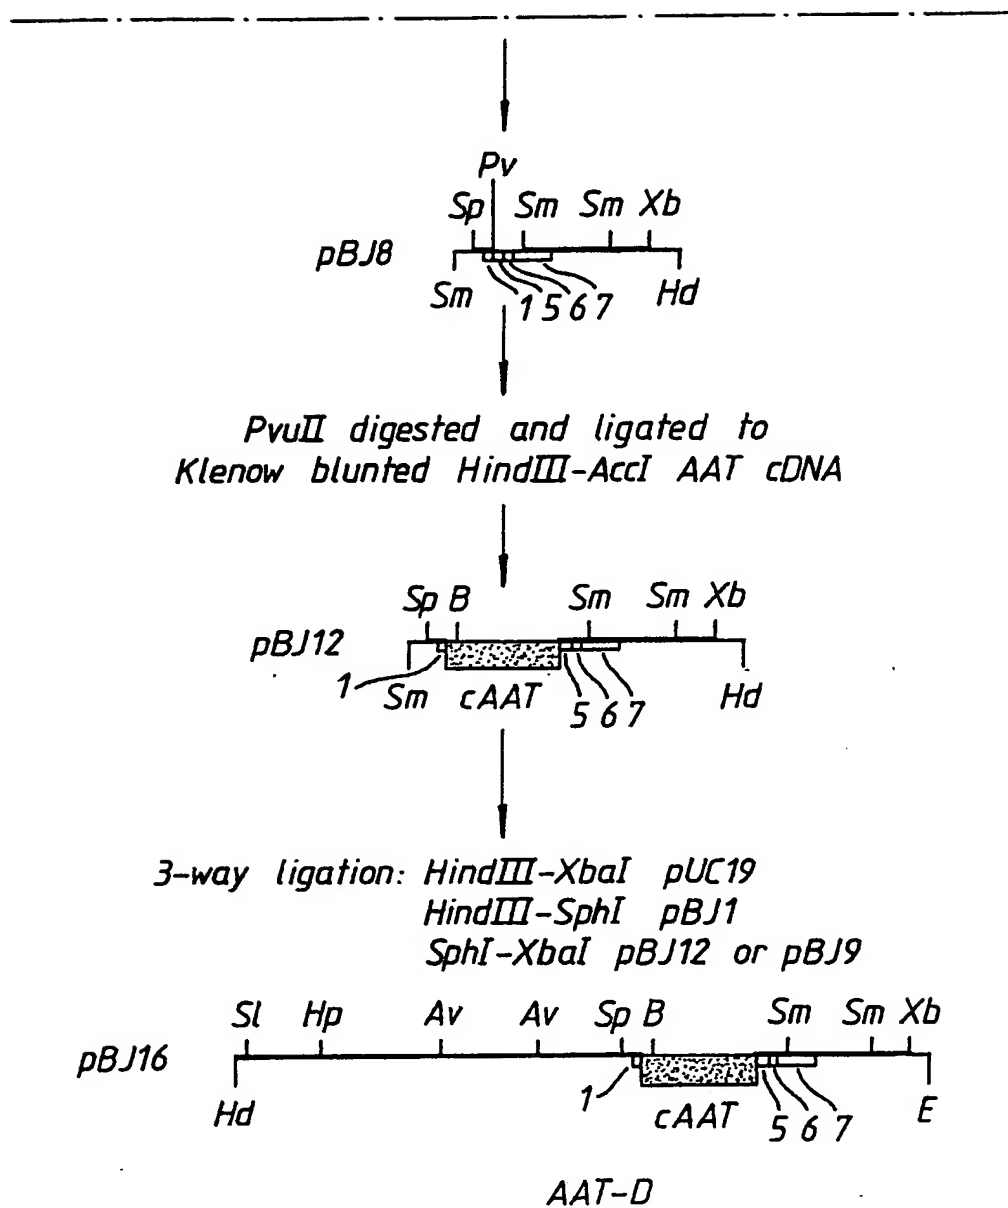 Pv
Sp Sm Sm Xb
pBJ8
Sm 1 5 6 7 Hd
PvuII digested and ligated to
Klenow blunted HindIII-AccI AAT cDNA
Sp B Sm Sm Xb
pBJ12
1 Sm cAAT 5 6 7 Hd
3-way ligation: HindIII-XbaI pUC19
HindIII-SphI pBJ1
SphI-XbaI pBJ12 or pBJ9
Sl Hp Av Av Sp B Sm Sm Xb
pBJ16
Hd 1 cAAT 5 6 7 E
AAT-D